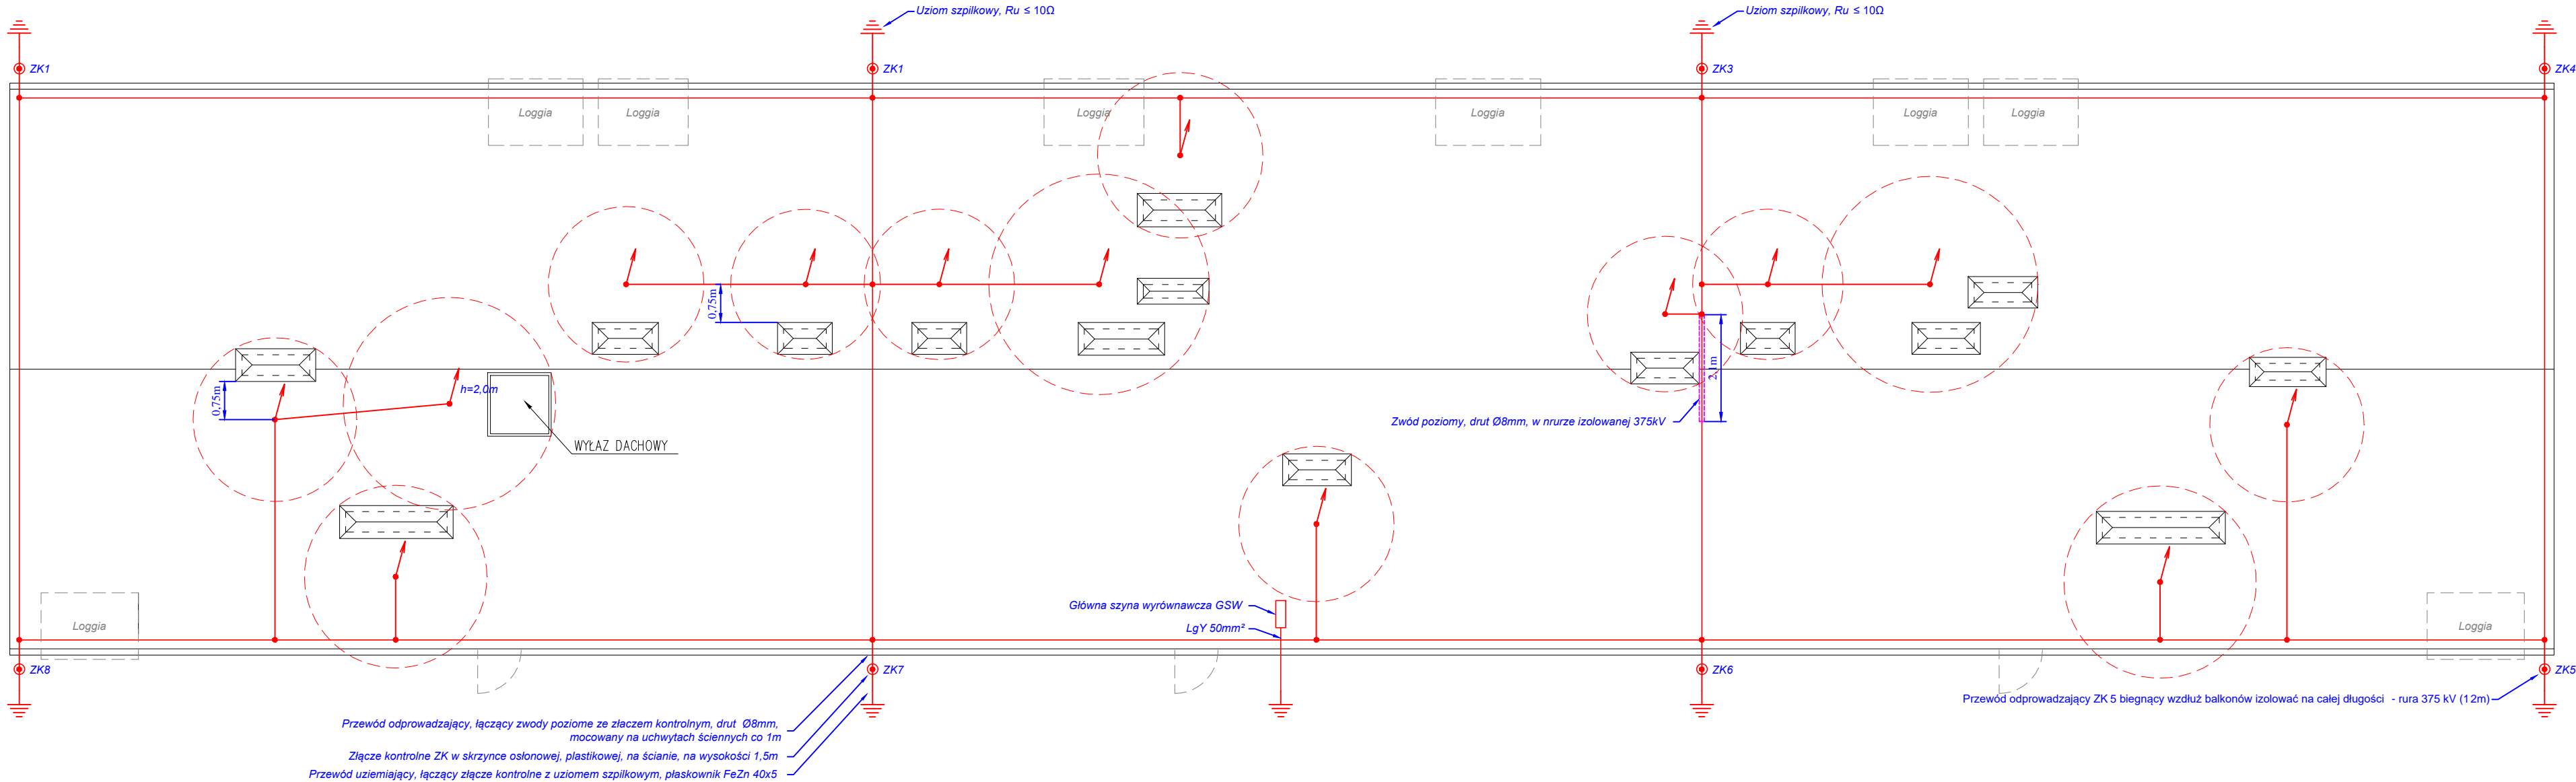 Uziom szpilkowy, Ru ≤ 10Ω
Uziom szpilkowy, Ru ≤ 10Ω
ZK1
ZK1
ZK3
ZK4
Loggia
Loggia
Loggia
Loggia
Loggia
Loggia
0,75m
2,1m
h=2,0m
0,75m
WYŁAZ DACHOWY
Zwód poziomy, drut Ø8mm, w nrurze izolowanej 375kV
Główna szyna wyrównawcza GSW
LgY 50mm²
Loggia
Loggia
ZK8
ZK7
ZK6
ZK5
Przewód odprowadzający ZK 5 biegnący wzdłuż balkonów izolować na całej długości - rura 375 kV (12m)
Przewód odprowadzający, łączący zwody poziome ze złaczem kontrolnym, drut Ø8mm,
mocowany na uchwytach ściennych co 1m
Złącze kontrolne ZK w skrzynce osłonowej, plastikowej, na ścianie, na wysokości 1,5m
Przewód uziemiający, łączący złącze kontrolne z uziomem szpilkowym, płaskownik FeZn 40x5